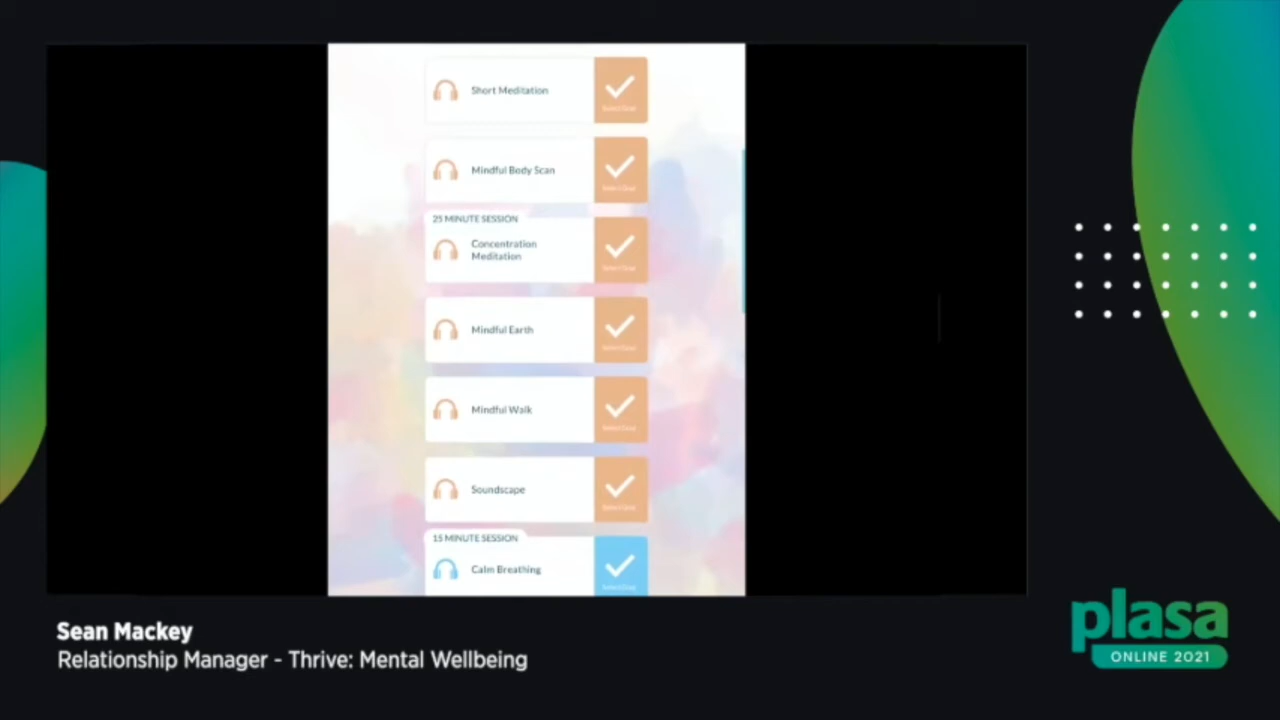 Short Meditation
Mindful Body Scan
25 MINUTE SESSION
Concentration
Meditation
Mindful Earth
Mindful Walk
Soundscape
15 MINUTE SESSION
Calm Breathing
Sean Mackey
Relationship Manager - Thrive: Mental Wellbeing
plasa
ONLINE 2021